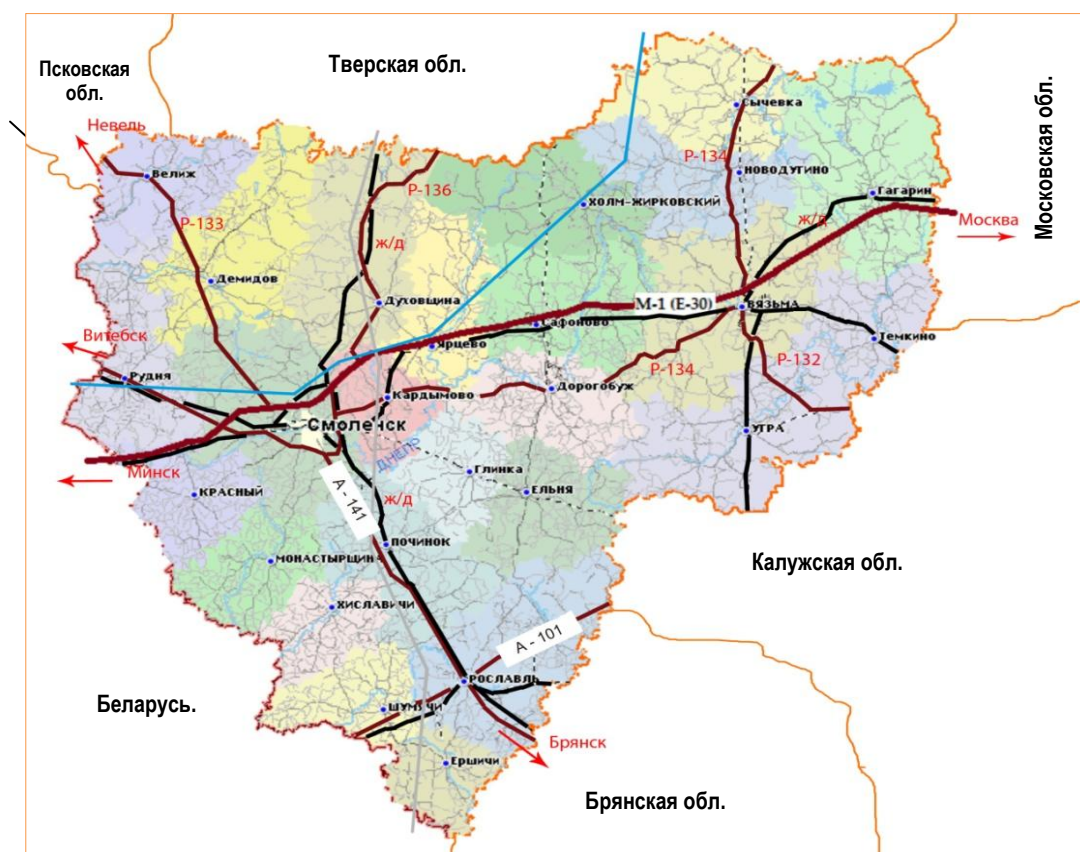 Псковская
обл.
Тверская обл.
Московская обл.
Невель
Велиж
Р-133
Демидов
Витебск
Рудня
Минск
КРАСНЫЙ
МОНАСТЫРЩИНА
ХИСЛАВИЧИ
Р-136
ж/д
Духовщина
Ярцево
Кардымово
Смоленск
ДНЕПР
А - 141
ж/д
ПОЧИНОК
Глинка
ЕЛЬНЯ
Сычевка
Р-134
НОВОДУГИНО
ХОЛМ-ЖИРКОВСКИЙ
Гагарин
ж/д
Москва
М-1 (Е-30)
ВЯЗЬМА
Сафоново
Темкино
Дорогобуж
Р-134
Р-132
УГРА
Калужская обл.
А - 101
РОСЛАВЛЬ
ШУМЯЧИ
Ершичи
Брянск
Беларусь.
Брянская обл.